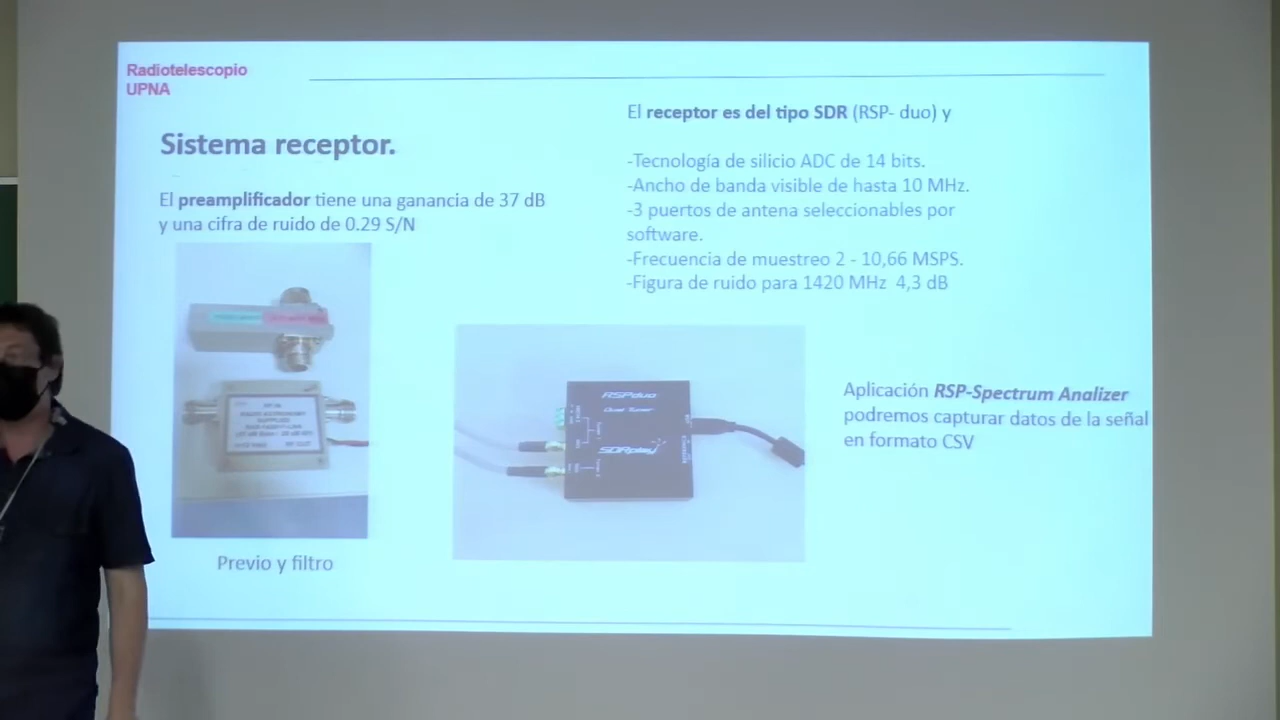 Radiotelescopio
UPNA
Sistema receptor.
El preamplificador tiene una ganancia de 37 dB
y una cifra de ruido de 0.29 S/N
Previo y filtro
El receptor es del tipo SDR (RSP- duo) y
-Tecnología de silicio ADC de 14 bits.
-Ancho de banda visible de hasta 10 MHz.
-3 puertos de antena seleccionables por
software.
-Frecuencia de muestreo 2 - 10,66 MSPS.
-Figura de ruido para 1420 MHz 4,3 dB
RSPduo
Dual Tuner
SDRplay
Aplicación RSP-Spectrum Analizer
podremos capturar datos de la señal
en formato CSV